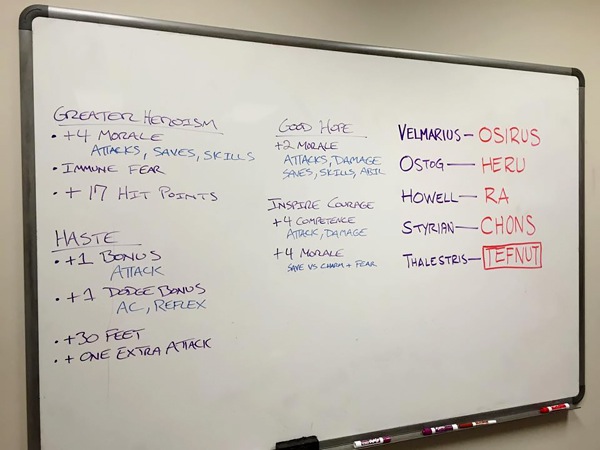 GREATER HEROISM
• +4 MORALE
ATTACKS, SAVES, SKILLS
• IMMUNE FEAR
• +17 HIT POINTS
HASTE
• +1 BONUS
ATTACK
• +1 DODGE BONUS
AC, REFLEX
• +30 FEET
• + ONE EXTRA ATTACK
GOOD HOPE
+2 MORALE
ATTACKS, DAMAGE
SAVES, SKILLS, ABIL
INSPIRE COURAGE
+4 COMPETENCE
ATTACK, DAMAGE
+4 MORALE
SAVE VS CHARM + FEAR
VELMARIUS — OSIRUS
OSTOG — HERU
HOWELL — RA
STYRIAN — CHONS
THALESTRIS — TEFNUT